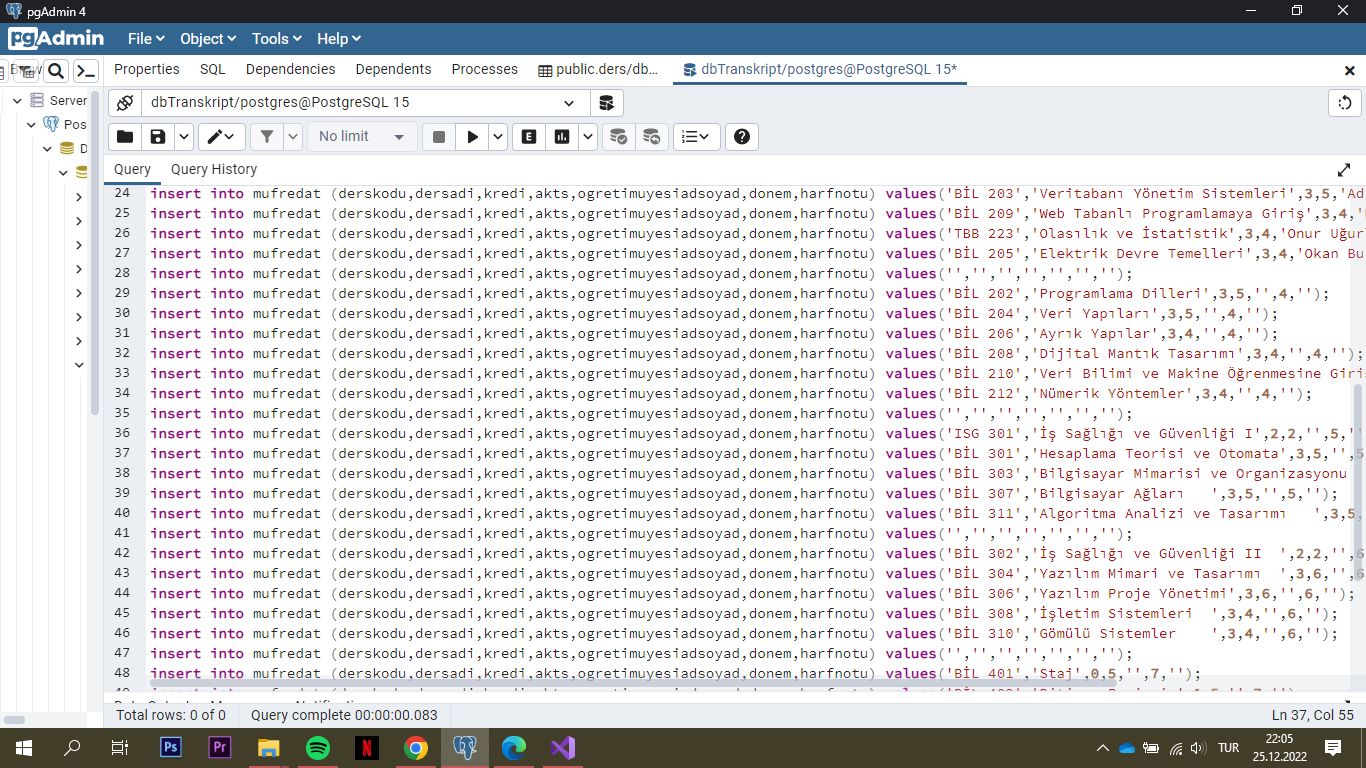 pgAdmin 4
pgAdmin
File Object Tools Help
Properties SQL Dependencies Dependents Processes public.ders/db... dbTranskript/postgres@PostgreSQL 15*
Server
Pos
D
dbTranskript/postgres@PostgreSQL 15
No limit
E
Query Query History
24 insert into mufredat (derskodu,dersadi,kredi,akts,ogretimuyesiadsoyad,donem,harfnotu) values('BİL 203','Veritabanı Yönetim Sistemleri',3,5,'Ad
25 insert into mufredat (derskodu,dersadi,kredi,akts,ogretimuyesiadsoyad,donem,harfnotu) values('BİL 209','Web Tabanlı Programlamaya Giriş',3,4,'
26 insert into mufredat (derskodu,dersadi,kredi,akts,ogretimuyesiadsoyad,donem,harfnotu) values('TBB 223','Olasılık ve İstatistik',3,4,'Onur Uğur
27 insert into mufredat (derskodu,dersadi,kredi,akts,ogretimuyesiadsoyad,donem,harfnotu) values('BİL 205','Elektrik Devre Temelleri',3,4,'Okan Bu
28 insert into mufredat (derskodu,dersadi,kredi,akts,ogretimuyesiadsoyad,donem,harfnotu) values('','','','','','','');
29 insert into mufredat (derskodu,dersadi,kredi,akts,ogretimuyesiadsoyad,donem,harfnotu) values('BİL 202','Programlama Dilleri',3,5,'',4,'');
30 insert into mufredat (derskodu,dersadi,kredi,akts,ogretimuyesiadsoyad,donem,harfnotu) values('BİL 204','Veri Yapıları',3,5,'',4,'');
31 insert into mufredat (derskodu,dersadi,kredi,akts,ogretimuyesiadsoyad,donem,harfnotu) values('BİL 206','Ayrık Yapılar',3,4,'',4,'');
32 insert into mufredat (derskodu,dersadi,kredi,akts,ogretimuyesiadsoyad,donem,harfnotu) values('BİL 208','Dijital Mantık Tasarımı',3,4,'',4,'');
33 insert into mufredat (derskodu,dersadi,kredi,akts,ogretimuyesiadsoyad,donem,harfnotu) values('BİL 210','Veri Bilimi ve Makine Öğrenmesine Giriş
34 insert into mufredat (derskodu,dersadi,kredi,akts,ogretimuyesiadsoyad,donem,harfnotu) values('BİL 212','Nümerik Yöntemler',3,4,'',4,'');
35 insert into mufredat (derskodu,dersadi,kredi,akts,ogretimuyesiadsoyad,donem,harfnotu) values('','','','','','','');
36 insert into mufredat (derskodu,dersadi,kredi,akts,ogretimuyesiadsoyad,donem,harfnotu) values('ISG 301','İş Sağlığı ve Güvenliği I',2,2,'',5,''
37 insert into mufredat (derskodu,dersadi,kredi,akts,ogretimuyesiadsoyad,donem,harfnotu) values('BİL 301','Hesaplama Teorisi ve Otomata',3,5,'',5
38 insert into mufredat (derskodu,dersadi,kredi,akts,ogretimuyesiadsoyad,donem,harfnotu) values('BİL 303','Bilgisayar Mimarisi ve Organizasyonu
39 insert into mufredat (derskodu,dersadi,kredi,akts,ogretimuyesiadsoyad,donem,harfnotu) values('BİL 307','Bilgisayar Ağları ',3,5,'',5,'');
40 insert into mufredat (derskodu,dersadi,kredi,akts,ogretimuyesiadsoyad,donem,harfnotu) values('BİL 311','Algoritma Analizi ve Tasarımı ',3,5,
41 insert into mufredat (derskodu,dersadi,kredi,akts,ogretimuyesiadsoyad,donem,harfnotu) values('','','','','','','');
42 insert into mufredat (derskodu,dersadi,kredi,akts,ogretimuyesiadsoyad,donem,harfnotu) values('BİL 302','İş Sağlığı ve Güvenliği II ',2,2,'',6
43 insert into mufredat (derskodu,dersadi,kredi,akts,ogretimuyesiadsoyad,donem,harfnotu) values('BİL 304','Yazılım Mimari ve Tasarımı ',3,6,'',6
44 insert into mufredat (derskodu,dersadi,kredi,akts,ogretimuyesiadsoyad,donem,harfnotu) values('BİL 306','Yazılım Proje Yönetimi',3,6,'',6,'');
45 insert into mufredat (derskodu,dersadi,kredi,akts,ogretimuyesiadsoyad,donem,harfnotu) values('BİL 308','İşletim Sistemleri ',3,4,'',6,'');
46 insert into mufredat (derskodu,dersadi,kredi,akts,ogretimuyesiadsoyad,donem,harfnotu) values('BİL 310','Gömülü Sistemler ',3,4,'',6,'');
47 insert into mufredat (derskodu,dersadi,kredi,akts,ogretimuyesiadsoyad,donem,harfnotu) values('','','','','','','');
48 insert into mufredat (derskodu,dersadi,kredi,akts,ogretimuyesiadsoyad,donem,harfnotu) values('BİL 401','Staj',0,5,'',7,'');
Total rows: 0 of 0 Query complete 00:00:00.083 Ln 37, Col 55
Ps Pr N TUR 22:05
25.12.2022